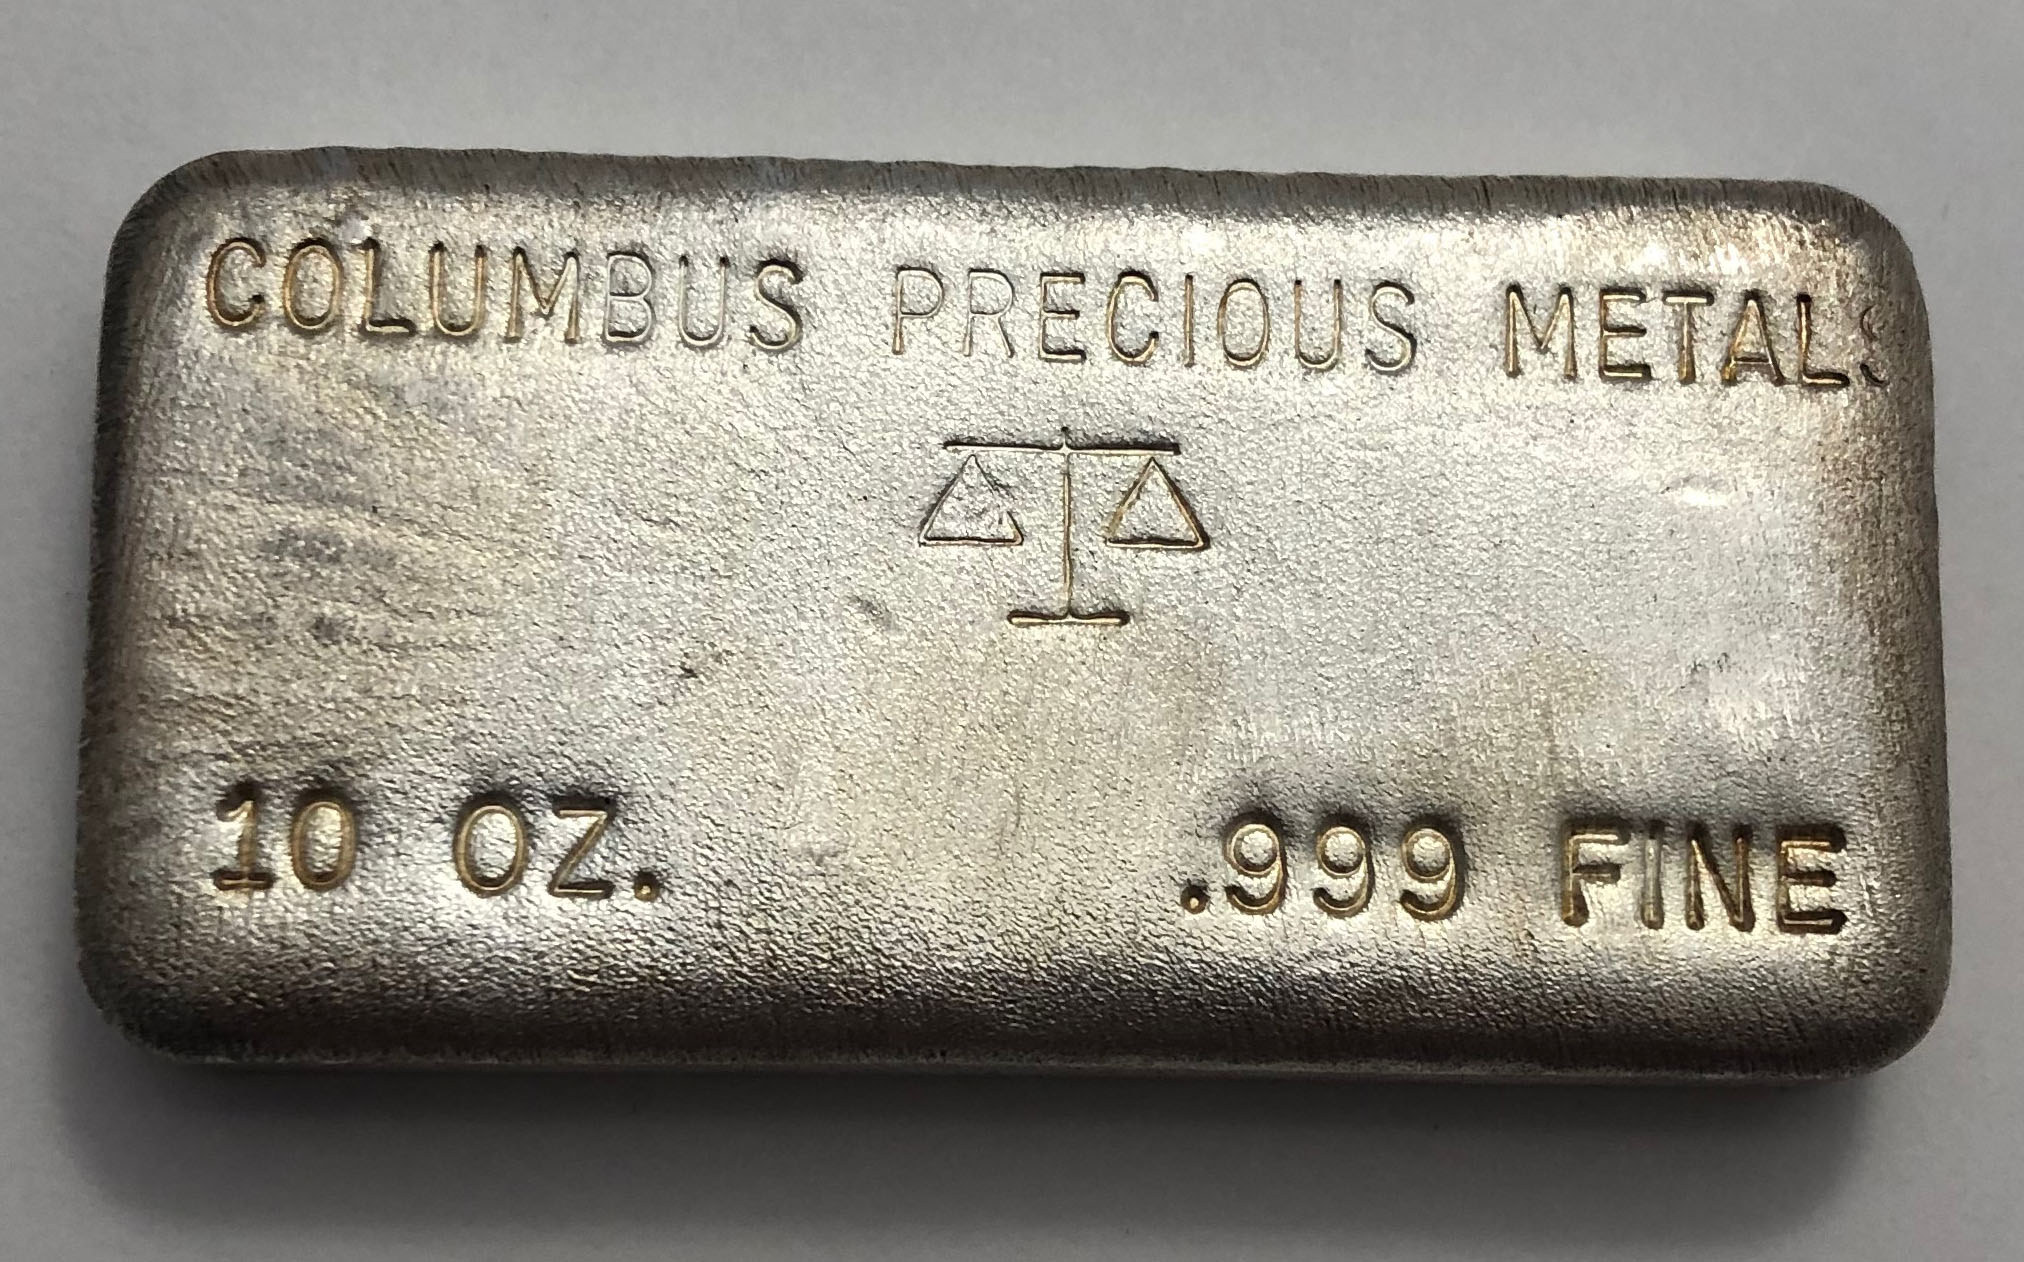 COLUMBUS PRECIOUS METALS
10 OZ. .999 FINE